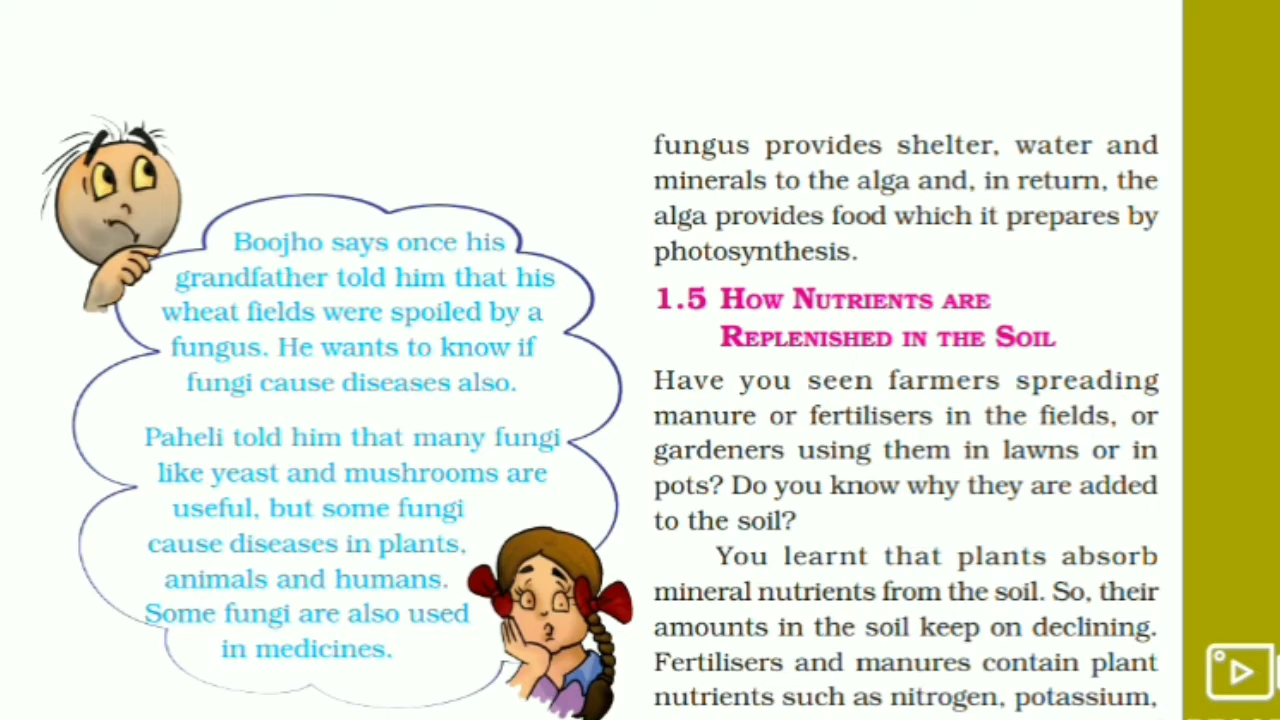 Boojho says once his
grandfather told him that his
wheat fields were spoiled by a
fungus. He wants to know if
fungi cause diseases also.
Paheli told him that many fungi
like yeast and mushrooms are
useful, but some fungi
cause diseases in plants,
animals and humans.
Some fungi are also used
in medicines.
fungus provides shelter, water and
minerals to the alga and, in return, the
alga provides food which it prepares by
photosynthesis.
1.5 HOW NUTRIENTS ARE
REPLENISHED IN THE SOIL
Have you seen farmers spreading
manure or fertilisers in the fields, or
gardeners using them in lawns or in
pots? Do you know why they are added
to the soil?
You learnt that plants absorb
mineral nutrients from the soil. So, their
amounts in the soil keep on declining.
Fertilisers and manures contain plant
nutrients such as nitrogen, potassium,